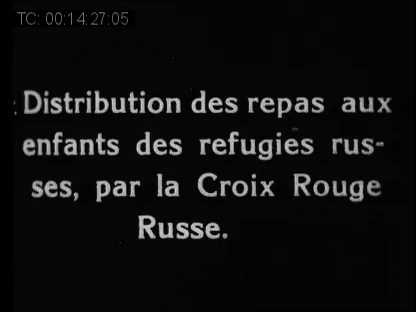 TC: 00:14:27:05
Distribution des repas aux
enfants des refugies rus-
ses, par la Croix Rouge
Russe.